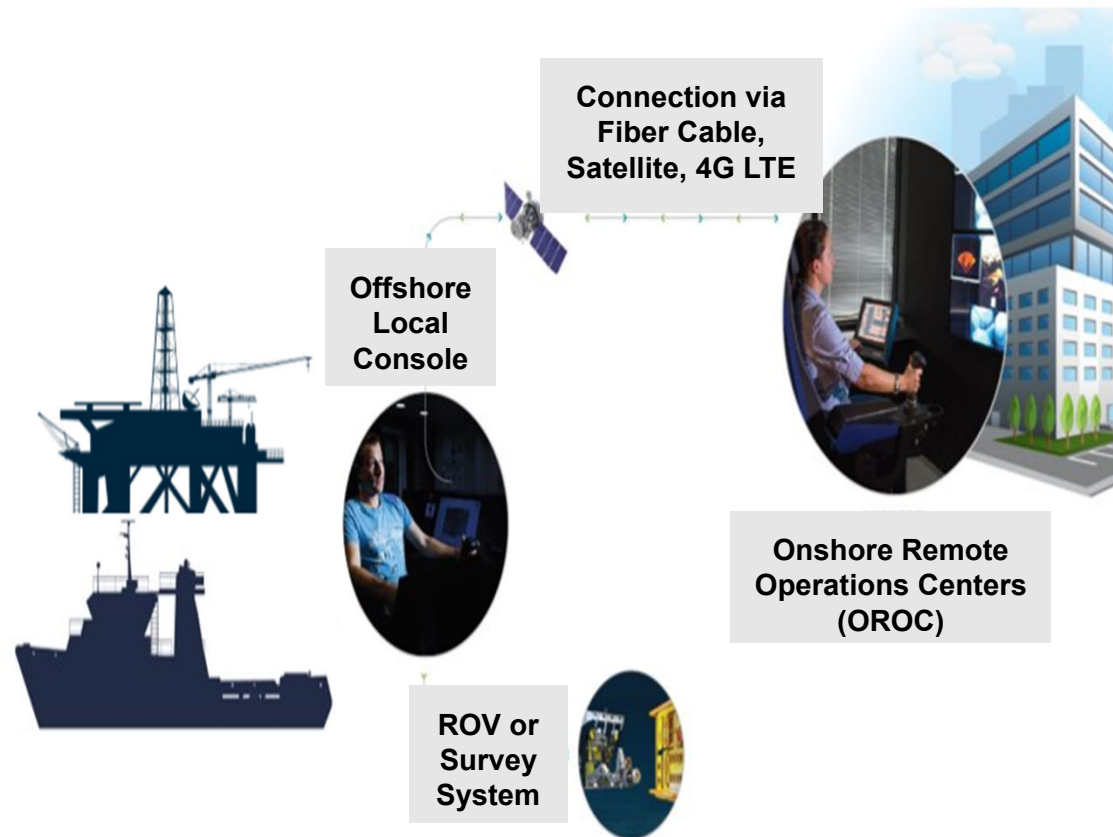 Connection via
Fiber Cable,
Satellite, 4G LTE
Offshore
Local
Console
Onshore Remote
Operations Centers
(OROC)
ROV or
Survey
System